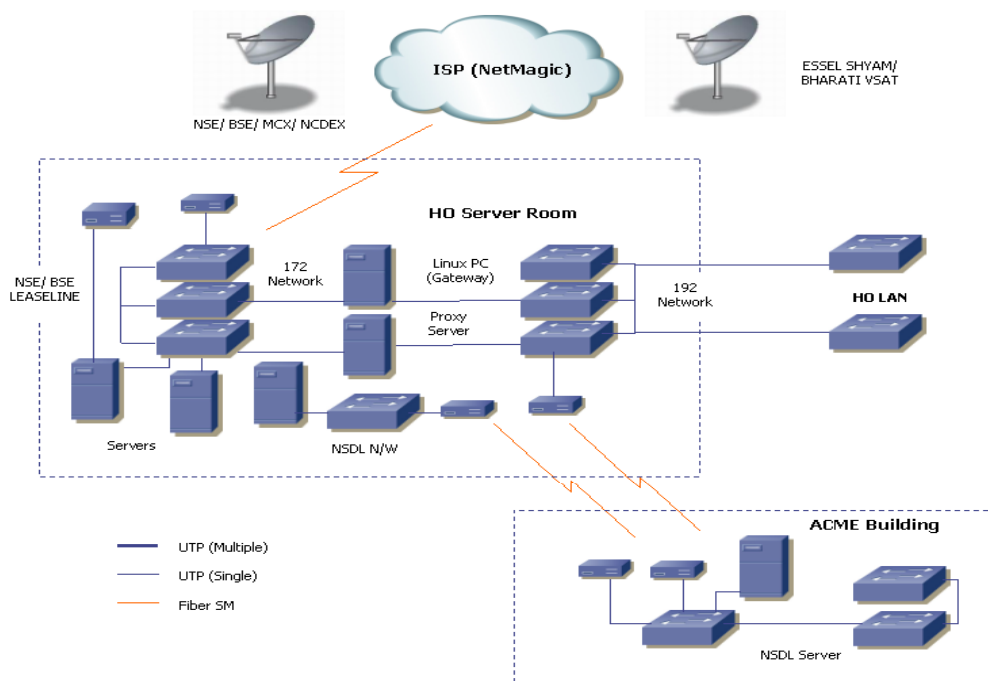 ISP (NetMagic)
ESSEL SHYAM/
BHARATI VSAT
NSE/ BSE/ MCX/ NCDEX
HO Server Room
172
Network
Linux PC
(Gateway)
NSE/ BSE
LEASELINE
192
Network
HO LAN
Proxy
Server
Servers
NSDL N/W
ACME Building
UTP (Multiple)
UTP (Single)
Fiber SM
NSDL Server